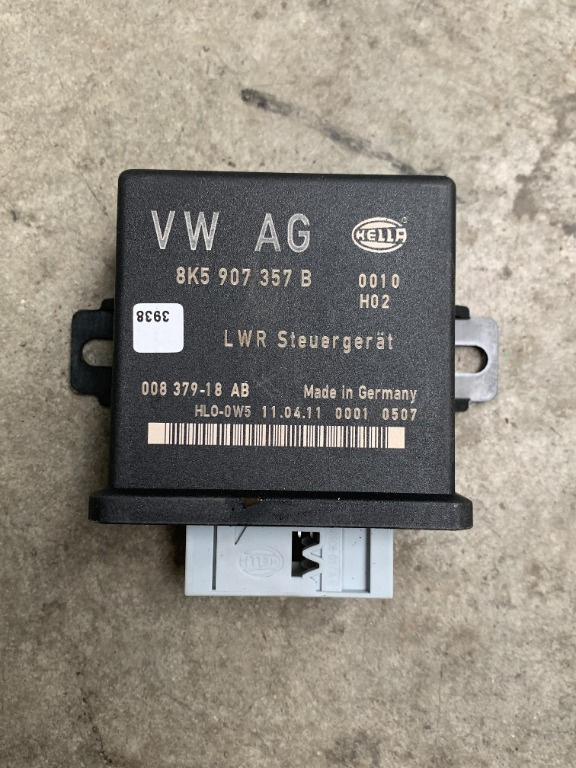 VW AG HELLA
8K5 907 357 B 0010
H02
3938
LWR Steuergerät
008 379-18 AB Made in Germany
HLO-0W5 11.04.11 0001 0507
HELLA